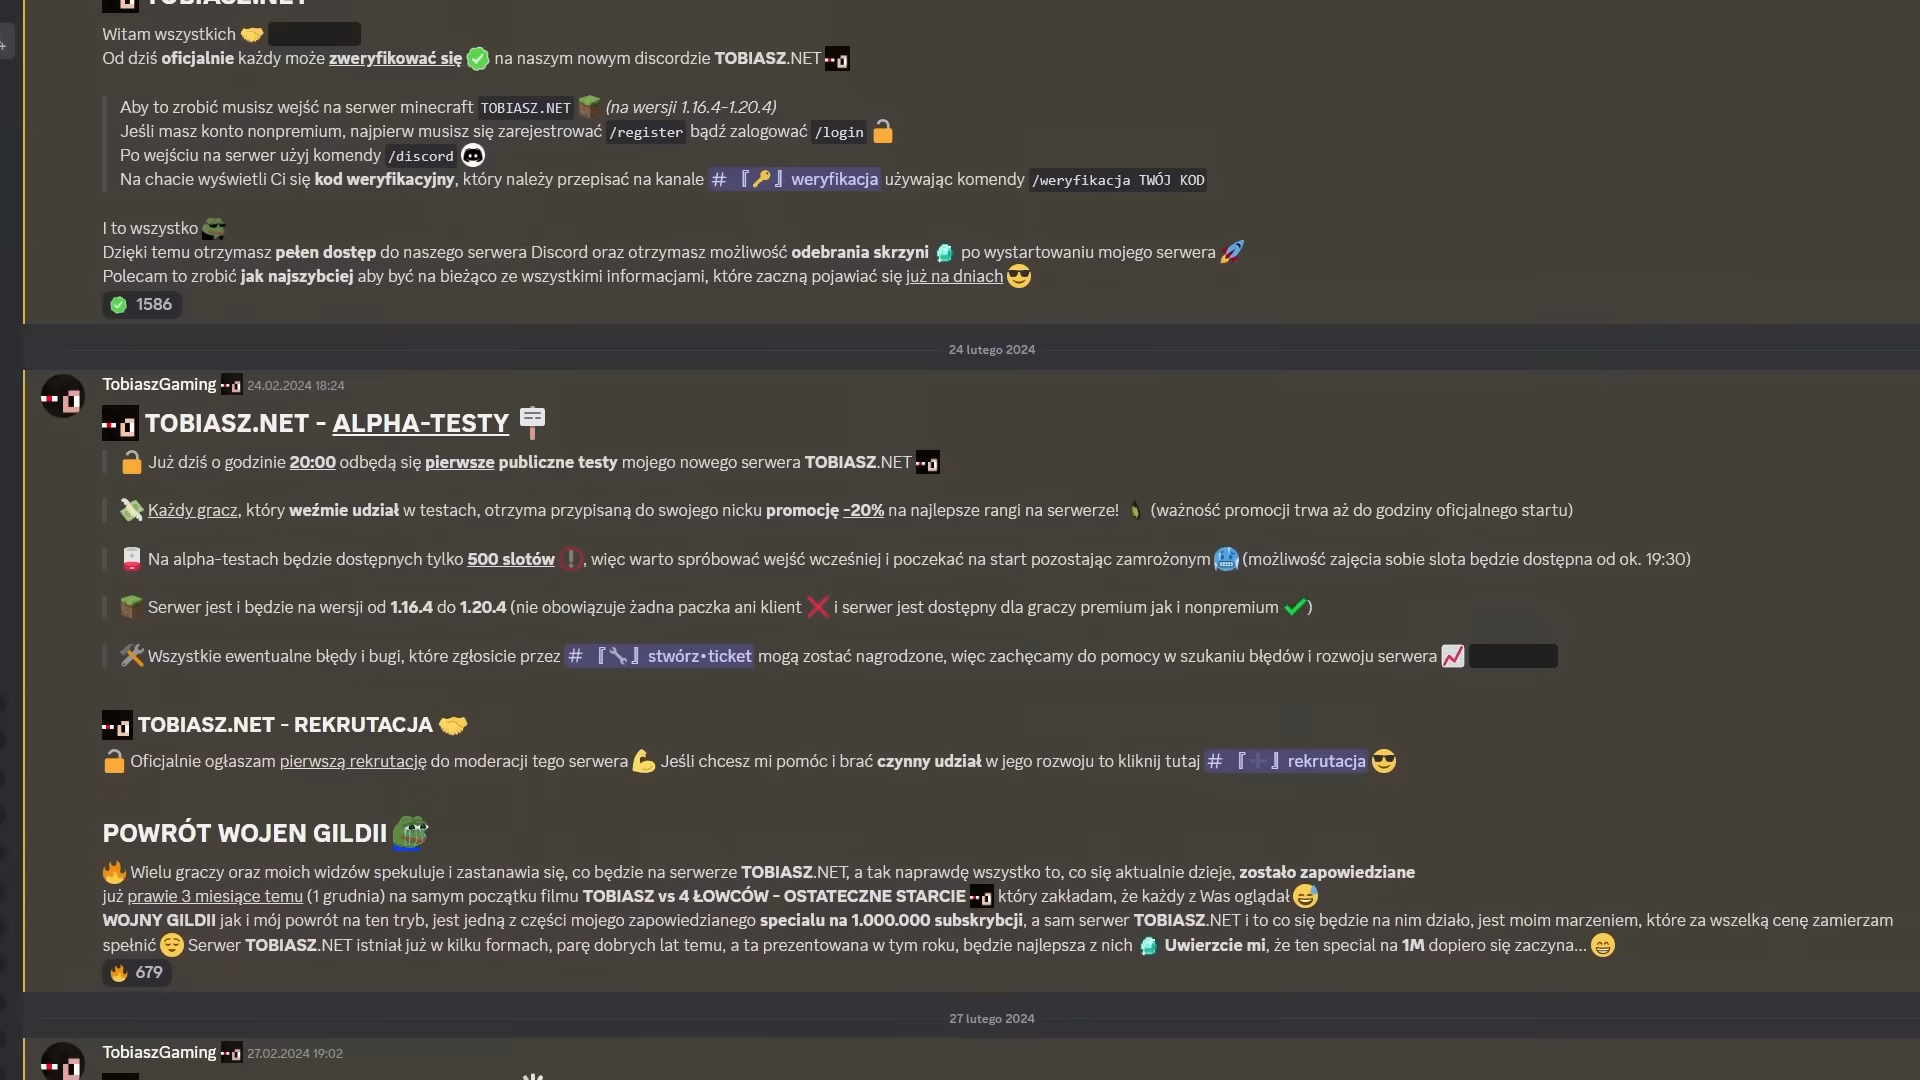 Witam wszystkich
Od dziś oficjalnie każdy może zweryfikować się na naszym nowym discordzie TOBIASZ.NET
Aby to zrobić musisz wejść na serwer minecraft TOBIASZ.NET (na wersji 1.16.4-1.20.4)
Jeśli masz konto nonpremium, najpierw musisz się zarejestrować /register bądź zalogować /login
Po wejściu na serwer użyj komendy /discord
Na chacie wyświetli Ci się kod weryfikacyjny, który należy przepisać na kanale # 『🔑』weryfikacja używając komendy /weryfikacja TWÓJ KOD
I to wszystko
Dzięki temu otrzymasz pełen dostęp do naszego serwera Discord oraz otrzymasz możliwość odebrania skrzyni po wystartowaniu mojego serwera
Polecam to zrobić jak najszybciej aby być na bieżąco ze wszystkimi informacjami, które zaczną pojawiać się już na dniach
1586
24 lutego 2024
TobiaszGaming 24.02.2024 18:24
TOBIASZ.NET - ALPHA-TESTY
Już dziś o godzinie 20:00 odbędą się pierwsze publiczne testy mojego nowego serwera TOBIASZ.NET
Każdy gracz, który weźmie udział w testach, otrzyma przypisaną do swojego nicku promocję -20% na najlepsze rangi na serwerze! (ważność promocji trwa aż do godziny oficjalnego startu)
Na alpha-testach będzie dostępnych tylko 500 slotów, więc warto spróbować wejść wcześniej i poczekać na start pozostając zamrożonym (możliwość zajęcia sobie slota będzie dostępna od ok. 19:30)
Serwer jest i będzie na wersji od 1.16.4 do 1.20.4 (nie obowiązuje żadna paczka ani klient i serwer jest dostępny dla graczy premium jak i nonpremium )
Wszystkie ewentualne błędy i bugi, które zgłosicie przez # 『🔧』stwórz•ticket mogą zostać nagrodzone, więc zachęcamy do pomocy w szukaniu błędów i rozwoju serwera
TOBIASZ.NET - REKRUTACJA
Oficjalnie ogłaszam pierwszą rekrutację do moderacji tego serwera Jeśli chcesz mi pomóc i brać czynny udział w jego rozwoju to kliknij tutaj # 『➕』rekrutacja
POWRÓT WOJEN GILDII
Wielu graczy oraz moich widzów spekuluje i zastanawia się, co będzie na serwerze TOBIASZ.NET, a tak naprawdę wszystko to, co się aktualnie dzieje, zostało zapowiedziane
już prawie 3 miesiące temu (1 grudnia) na samym początku filmu TOBIASZ vs 4 ŁOWCÓW - OSTATECZNE STARCIE który zakładam, że każdy z Was oglądał
WOJNY GILDII jak i mój powrót na ten tryb, jest jedną z części mojego zapowiedzianego specialu na 1.000.000 subskrybcji, a sam serwer TOBIASZ.NET i to co się będzie na nim działo, jest moim marzeniem, które za wszelką cenę zamierzam
spełnić Serwer TOBIASZ.NET istniał już w kilku formach, parę dobrych lat temu, a ta prezentowana w tym roku, będzie najlepsza z nich Uwierzcie mi, że ten special na 1M dopiero się zaczyna...
679
27 lutego 2024
TobiaszGaming 27.02.2024 19:02